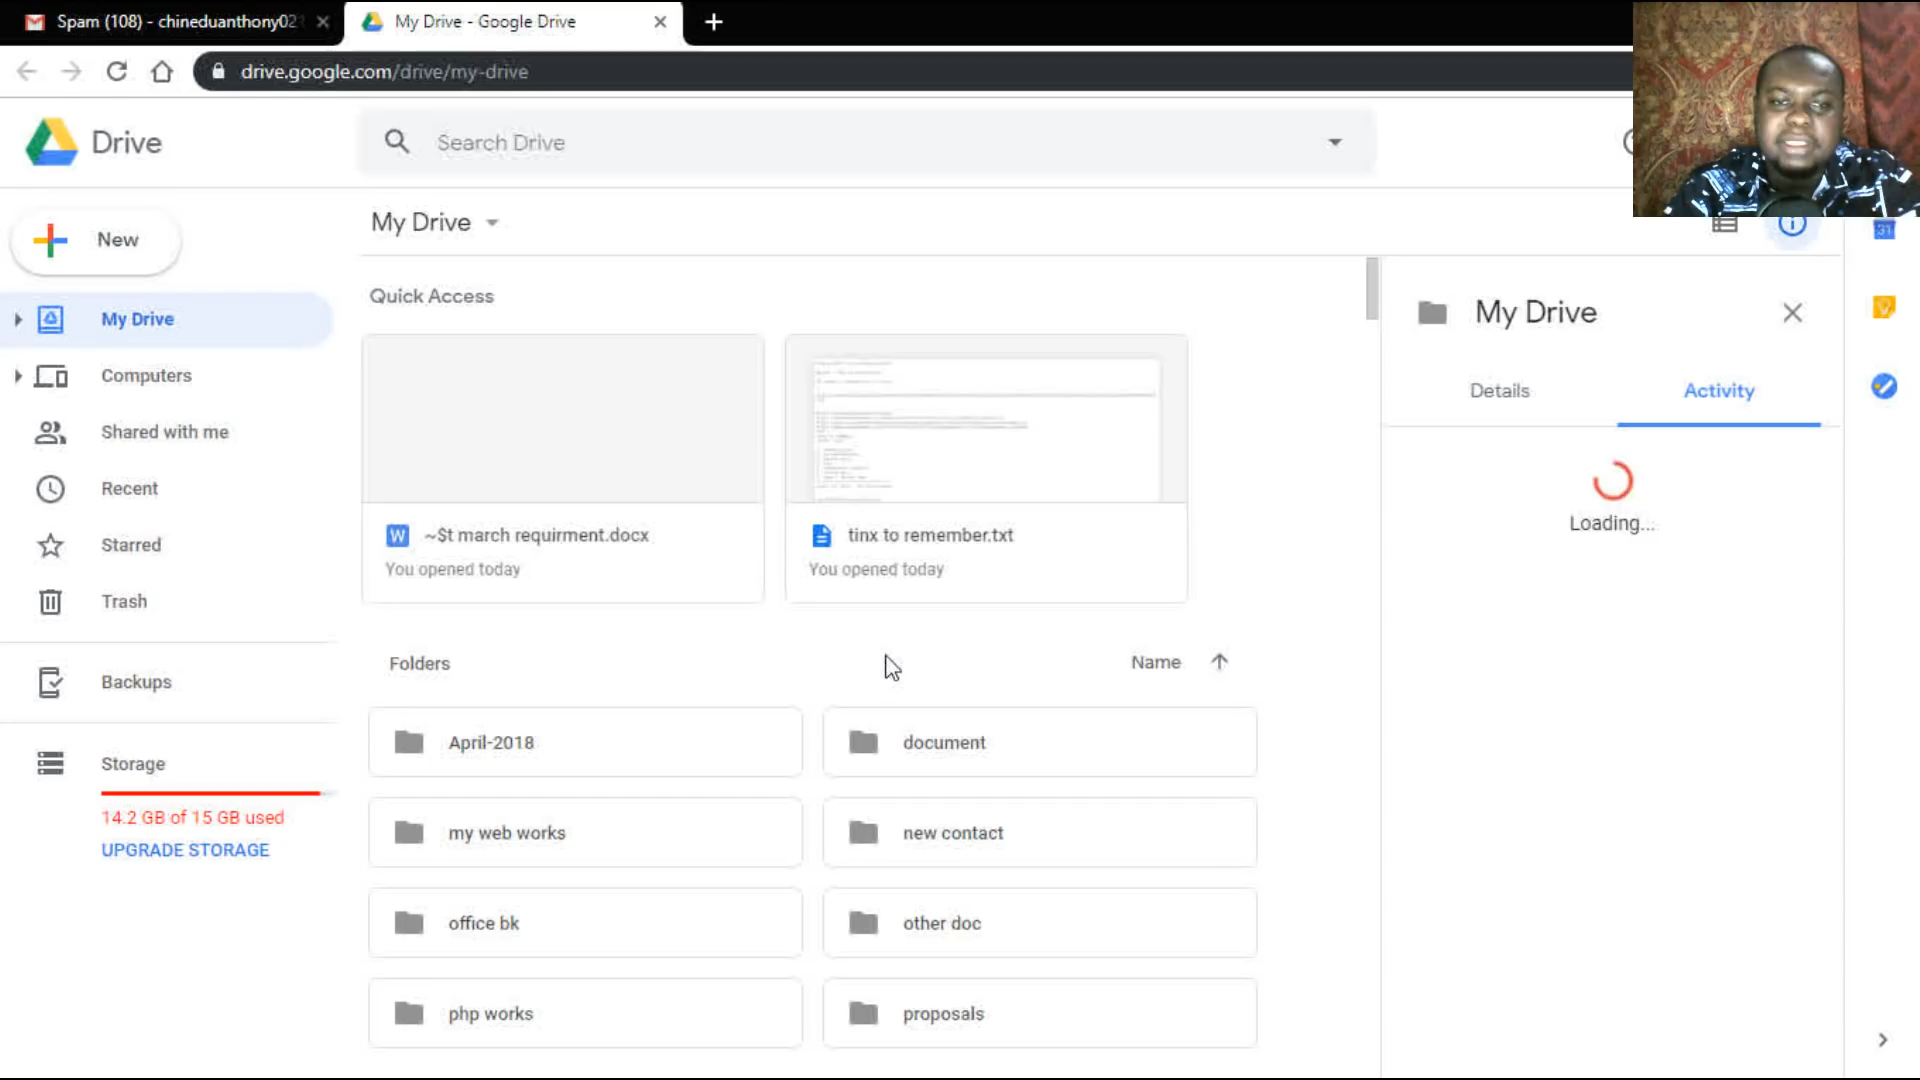 Spam (108) - chineduanthony02
My Drive - Google Drive
drive.google.com/drive/my-drive
Drive
Search Drive
New
My Drive
Computers
Shared with me
Recent
Starred
Trash
Backups
Storage
14.2 GB of 15 GB used
UPGRADE STORAGE
My Drive
Quick Access
W
~$t march requirment.docx
You opened today
tinx to remember.txt
You opened today
Folders
Name
April-2018
document
my web works
new contact
office bk
other doc
php works
proposals
My Drive
Details
Activity
Loading...
31